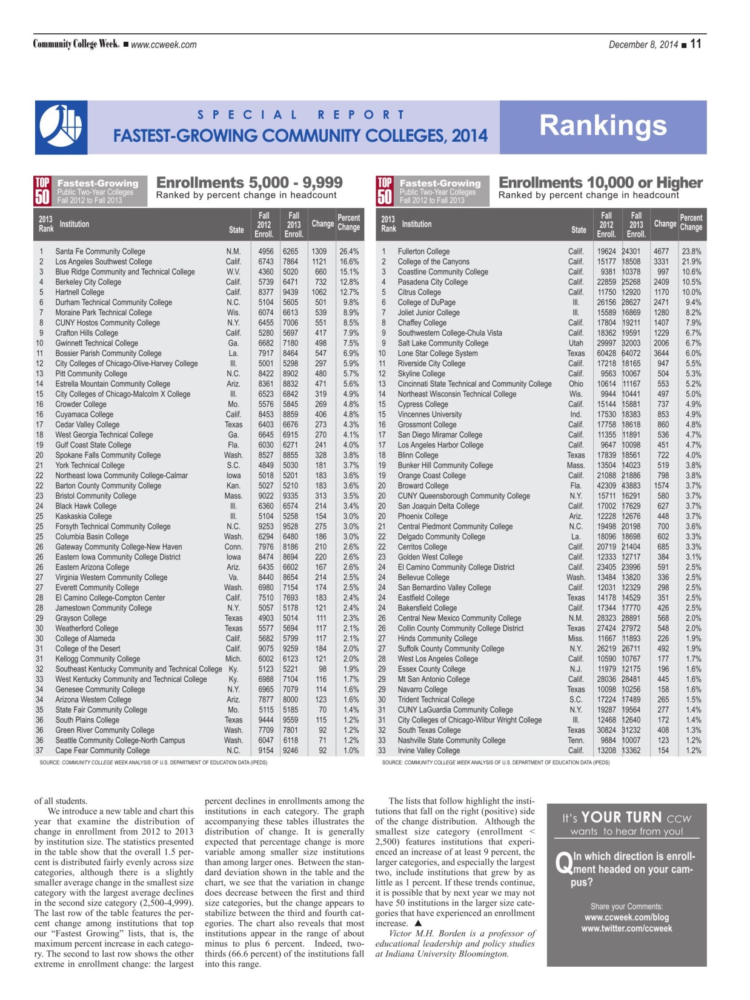 Community College Week. ■ www.ccweek.com
December 8, 2014 ■ 11
SPECIAL REPORT
FASTEST-GROWING COMMUNITY COLLEGES, 2014
Rankings
TOP 50
Fastest-Growing
Public Two-Year Colleges
Fall 2012 to Fall 2013
Enrollments 5,000 - 9,999
Ranked by percent change in headcount
2013 Rank Institution State Fall 2012 Enroll. Fall 2013 Enroll. Change Percent Change
1 Santa Fe Community College N.M. 4956 6265 1309 26.4%
2 Los Angeles Southwest College Calif. 6743 7864 1121 16.6%
3 Blue Ridge Community and Technical College W.V. 4360 5020 660 15.1%
4 Berkeley City College Calif. 5739 6471 732 12.8%
5 Hartnell College Calif. 8377 9439 1062 12.7%
6 Durham Technical Community College N.C. 5104 5605 501 9.8%
7 Moraine Park Technical College Wis. 6074 6613 539 8.9%
8 CUNY Hostos Community College N.Y. 6455 7006 551 8.5%
9 Crafton Hills College Calif. 5280 5697 417 7.9%
10 Gwinnett Technical College Ga. 6682 7180 498 7.5%
11 Bossier Parish Community College La. 7917 8464 547 6.9%
12 City Colleges of Chicago-Olive-Harvey College Ill. 5001 5298 297 5.9%
13 Pitt Community College N.C. 8422 8902 480 5.7%
14 Estrella Mountain Community College Ariz. 8361 8832 471 5.6%
15 City Colleges of Chicago-Malcolm X College Ill. 6523 6842 319 4.9%
16 Crowder College Mo. 5576 5845 269 4.8%
16 Cuyamaca College Calif. 8453 8859 406 4.8%
17 Cedar Valley College Texas 6403 6676 273 4.3%
18 West Georgia Technical College Ga. 6645 6915 270 4.1%
19 Gulf Coast State College Fla. 6030 6271 241 4.0%
20 Spokane Falls Community College Wash. 8527 8855 328 3.8%
21 York Technical College S.C. 4849 5030 181 3.7%
22 Northeast Iowa Community College-Calmar Iowa 5018 5201 183 3.6%
22 Barton County Community College Kan. 5027 5210 183 3.6%
23 Bristol Community College Mass. 9022 9335 313 3.5%
24 Black Hawk College Ill. 6360 6574 214 3.4%
25 Kaskaskia College Ill. 5104 5258 154 3.0%
25 Forsyth Technical Community College N.C. 9253 9528 275 3.0%
25 Columbia Basin College Wash. 6294 6480 186 3.0%
26 Gateway Community College-New Haven Conn. 7976 8186 210 2.6%
26 Eastern Iowa Community College District Iowa 8474 8694 220 2.6%
26 Eastern Arizona College Ariz. 6435 6602 167 2.6%
27 Virginia Western Community College Va. 8440 8654 214 2.5%
27 Everett Community College Wash. 6980 7154 174 2.5%
28 El Camino College-Compton Center Calif. 7510 7693 183 2.4%
28 Jamestown Community College N.Y. 5057 5178 121 2.4%
29 Grayson College Texas 4903 5014 111 2.3%
30 Weatherford College Texas 5577 5694 117 2.1%
30 College of Alameda Calif. 5682 5799 117 2.1%
31 College of the Desert Calif. 9075 9259 184 2.0%
31 Kellogg Community College Mich. 6002 6123 121 2.0%
32 Southeast Kentucky Community and Technical College Ky. 5123 5221 98 1.9%
33 West Kentucky Community and Technical College Ky. 6988 7104 116 1.7%
34 Genesee Community College N.Y. 6965 7079 114 1.6%
34 Arizona Western College Ariz. 7877 8000 123 1.6%
35 State Fair Community College Mo. 5115 5185 70 1.4%
36 South Plains College Texas 9444 9559 115 1.2%
36 Green River Community College Wash. 7709 7801 92 1.2%
36 Seattle Community College-North Campus Wash. 6047 6118 71 1.2%
37 Cape Fear Community College N.C. 9154 9246 92 1.0%
SOURCE: COMMUNITY COLLEGE WEEK ANALYSIS OF U.S. DEPARTMENT OF EDUCATION DATA (IPEDS)
TOP 50
Fastest-Growing
Public Two-Year Colleges
Fall 2012 to Fall 2013
Enrollments 10,000 or Higher
Ranked by percent change in headcount
2013 Rank Institution State Fall 2012 Enroll. Fall 2013 Enroll. Change Percent Change
1 Fullerton College Calif. 19624 24301 4677 23.8%
2 College of the Canyons Calif. 15177 18508 3331 21.9%
3 Coastline Community College Calif. 9381 10378 997 10.6%
4 Pasadena City College Calif. 22859 25268 2409 10.5%
5 Citrus College Calif. 11750 12920 1170 10.0%
6 College of DuPage Ill. 26156 28627 2471 9.4%
7 Joliet Junior College Ill. 15589 16869 1280 8.2%
8 Chaffey College Calif. 17804 19211 1407 7.9%
9 Southwestern College-Chula Vista Calif. 18362 19591 1229 6.7%
9 Salt Lake Community College Utah 29997 32003 2006 6.7%
10 Lone Star College System Texas 60428 64072 3644 6.0%
11 Riverside City College Calif. 17218 18165 947 5.5%
12 Skyline College Calif. 9563 10067 504 5.3%
13 Cincinnati State Technical and Community College Ohio 10614 11167 553 5.2%
14 Northeast Wisconsin Technical College Wis. 9944 10441 497 5.0%
15 Cypress College Calif. 15144 15881 737 4.9%
15 Vincennes University Ind. 17530 18383 853 4.9%
16 Grossmont College Calif. 17758 18618 860 4.8%
17 San Diego Miramar College Calif. 11355 11891 536 4.7%
17 Los Angeles Harbor College Calif. 9647 10098 451 4.7%
18 Blinn College Texas 17839 18561 722 4.0%
19 Bunker Hill Community College Mass. 13504 14023 519 3.8%
19 Orange Coast College Calif. 21088 21886 798 3.8%
20 Broward College Fla. 42309 43883 1574 3.7%
20 CUNY Queensborough Community College N.Y. 15711 16291 580 3.7%
20 San Joaquin Delta College Calif. 17002 17629 627 3.7%
20 Phoenix College Ariz. 12228 12676 448 3.7%
21 Central Piedmont Community College N.C. 19498 20198 700 3.6%
22 Delgado Community College La. 18096 18698 602 3.3%
22 Cerritos College Calif. 20719 21404 685 3.3%
23 Golden West College Calif. 12333 12717 384 3.1%
24 El Camino Community College District Calif. 23405 23996 591 2.5%
24 Bellevue College Wash. 13484 13820 336 2.5%
24 San Bernardino Valley College Calif. 12031 12329 298 2.5%
24 Eastfield College Texas 14178 14529 351 2.5%
24 Bakersfield College Calif. 17344 17770 426 2.5%
26 Central New Mexico Community College N.M. 28323 28891 568 2.0%
26 Collin County Community College District Texas 27424 27972 548 2.0%
27 Hinds Community College Miss. 11667 11893 226 1.9%
27 Suffolk County Community College N.Y. 26219 26711 492 1.9%
28 West Los Angeles College Calif. 10590 10767 177 1.7%
29 Essex County College N.J. 11979 12175 196 1.6%
29 Mt San Antonio College Calif. 28036 28481 445 1.6%
29 Navarro College Texas 10098 10256 158 1.6%
30 Trident Technical College S.C. 17224 17489 265 1.5%
31 CUNY LaGuardia Community College N.Y. 19287 19564 277 1.4%
31 City Colleges of Chicago-Wilbur Wright College Ill. 12468 12640 172 1.4%
32 South Texas College Texas 30824 31232 408 1.3%
33 Nashville State Community College Tenn. 9884 10007 123 1.2%
33 Irvine Valley College Calif. 13208 13362 154 1.2%
SOURCE: COMMUNITY COLLEGE WEEK ANALYSIS OF U.S. DEPARTMENT OF EDUCATION DATA (IPEDS)
of all students.
We introduce a new table and chart this
year that examine the distribution of
change in enrollment from 2012 to 2013
by institution size. The statistics presented
in the table show that the overall 1.5 per-
cent is distributed fairly evenly across size
categories, although there is a slightly
smaller average change in the smallest size
category with the largest average declines
in the second size category (2,500-4,999).
The last row of the table features the per-
cent change among institutions that top
our “Fastest Growing” lists, that is, the
maximum percent increase in each catego-
ry. The second to last row shows the other
extreme in enrollment change: the largest
percent declines in enrollments among the
institutions in each category. The graph
accompanying these tables illustrates the
distribution of change. It is generally
expected that percentage change is more
variable among smaller size institutions
than among larger ones. Between the stan-
dard deviation shown in the table and the
chart, we see that the variation in change
does decrease between the first and third
size categories, but the change appears to
stabilize between the third and fourth cat-
egories. The chart also reveals that most
institutions appear in the range of about
minus to plus 6 percent. Indeed, two-
thirds (66.6 percent) of the institutions fall
into this range.
The lists that follow highlight the insti-
tutions that fall on the right (positive) side
of the change distribution. Although the
smallest size category (enrollment <
2,500) features institutions that experi-
enced an increase of at least 9 percent, the
larger categories, and especially the largest
two, include institutions that grew by as
little as 1 percent. If these trends continue,
it is possible that by next year we may not
have 50 institutions in the larger size cate-
gories that have experienced an enrollment
increase. ▲
Victor M.H. Borden is a professor of
educational leadership and policy studies
at Indiana University Bloomington.
It's YOUR TURN CCW
wants to hear from you!
Q In which direction is enroll-
ment headed on your cam-
pus?
Share your Comments:
www.ccweek.com/blog
www.twitter.com/ccweek